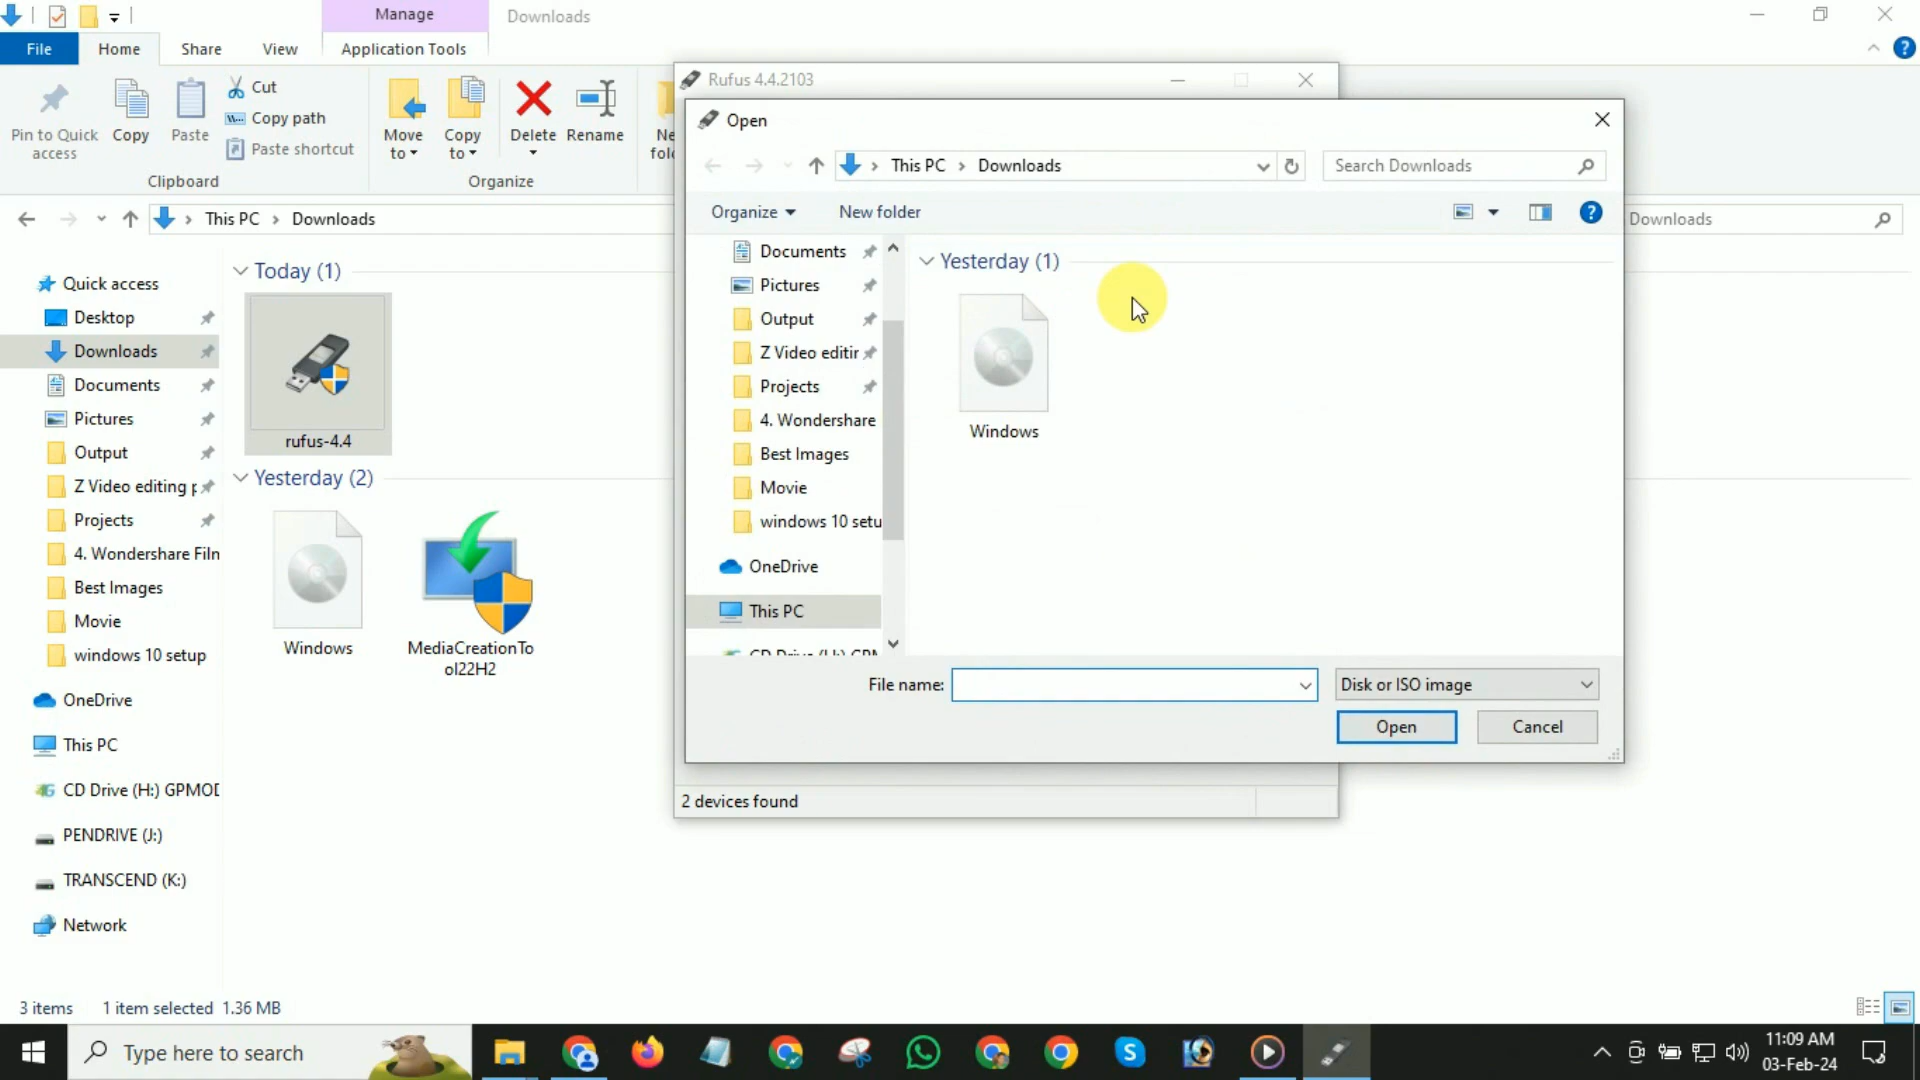 Manage
Downloads
File
Home
Share
View
Application Tools
Pin to Quick
access
Copy
Paste
Cut
Copy path
Paste shortcut
Clipboard
Move
to
Copy
to
Delete
Rename
Organize
Ne
fol
This PC
Downloads
Downloads
Quick access
Desktop
Downloads
Documents
Pictures
Output
Z Video editing p
Projects
4. Wondershare Film
Best Images
Movie
windows 10 setup
OneDrive
This PC
CD Drive (H:) GPMOD
PENDRIVE (J:)
TRANSCEND (K:)
Network
Today (1)
rufus-4.4
Yesterday (2)
Windows
MediaCreationTo
ol22H2
Rufus 4.4.2103
Open
This PC
Downloads
Search Downloads
Organize
New folder
Documents
Pictures
Output
Z Video editin
Projects
4. Wondershare
Best Images
Movie
windows 10 setu
OneDrive
This PC
Yesterday (1)
Windows
File name:
Disk or ISO image
Open
Cancel
2 devices found
3 items
1 item selected 1.36 MB
Type here to search
11:09 AM
03-Feb-24